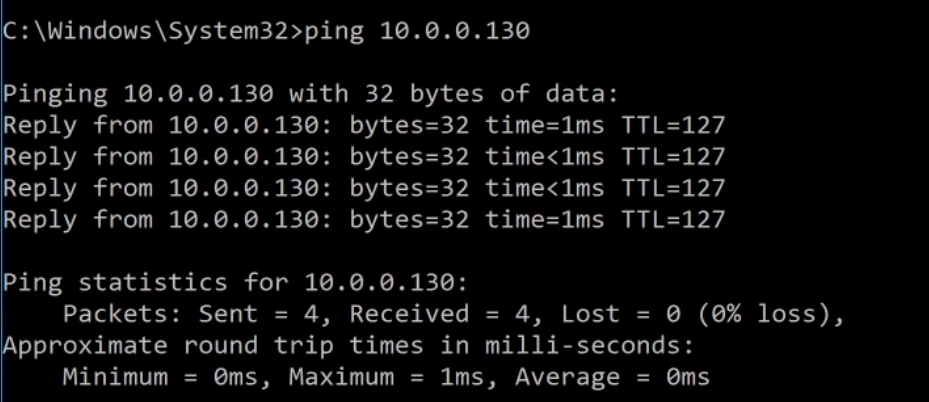 C:\Windows\System32>ping 10.0.0.130
Pinging 10.0.0.130 with 32 bytes of data:
Reply from 10.0.0.130: bytes=32 time=1ms TTL=127
Reply from 10.0.0.130: bytes=32 time<1ms TTL=127
Reply from 10.0.0.130: bytes=32 time<1ms TTL=127
Reply from 10.0.0.130: bytes=32 time=1ms TTL=127
Ping statistics for 10.0.0.130:
    Packets: Sent = 4, Received = 4, Lost = 0 (0% loss),
Approximate round trip times in milli-seconds:
    Minimum = 0ms, Maximum = 1ms, Average = 0ms